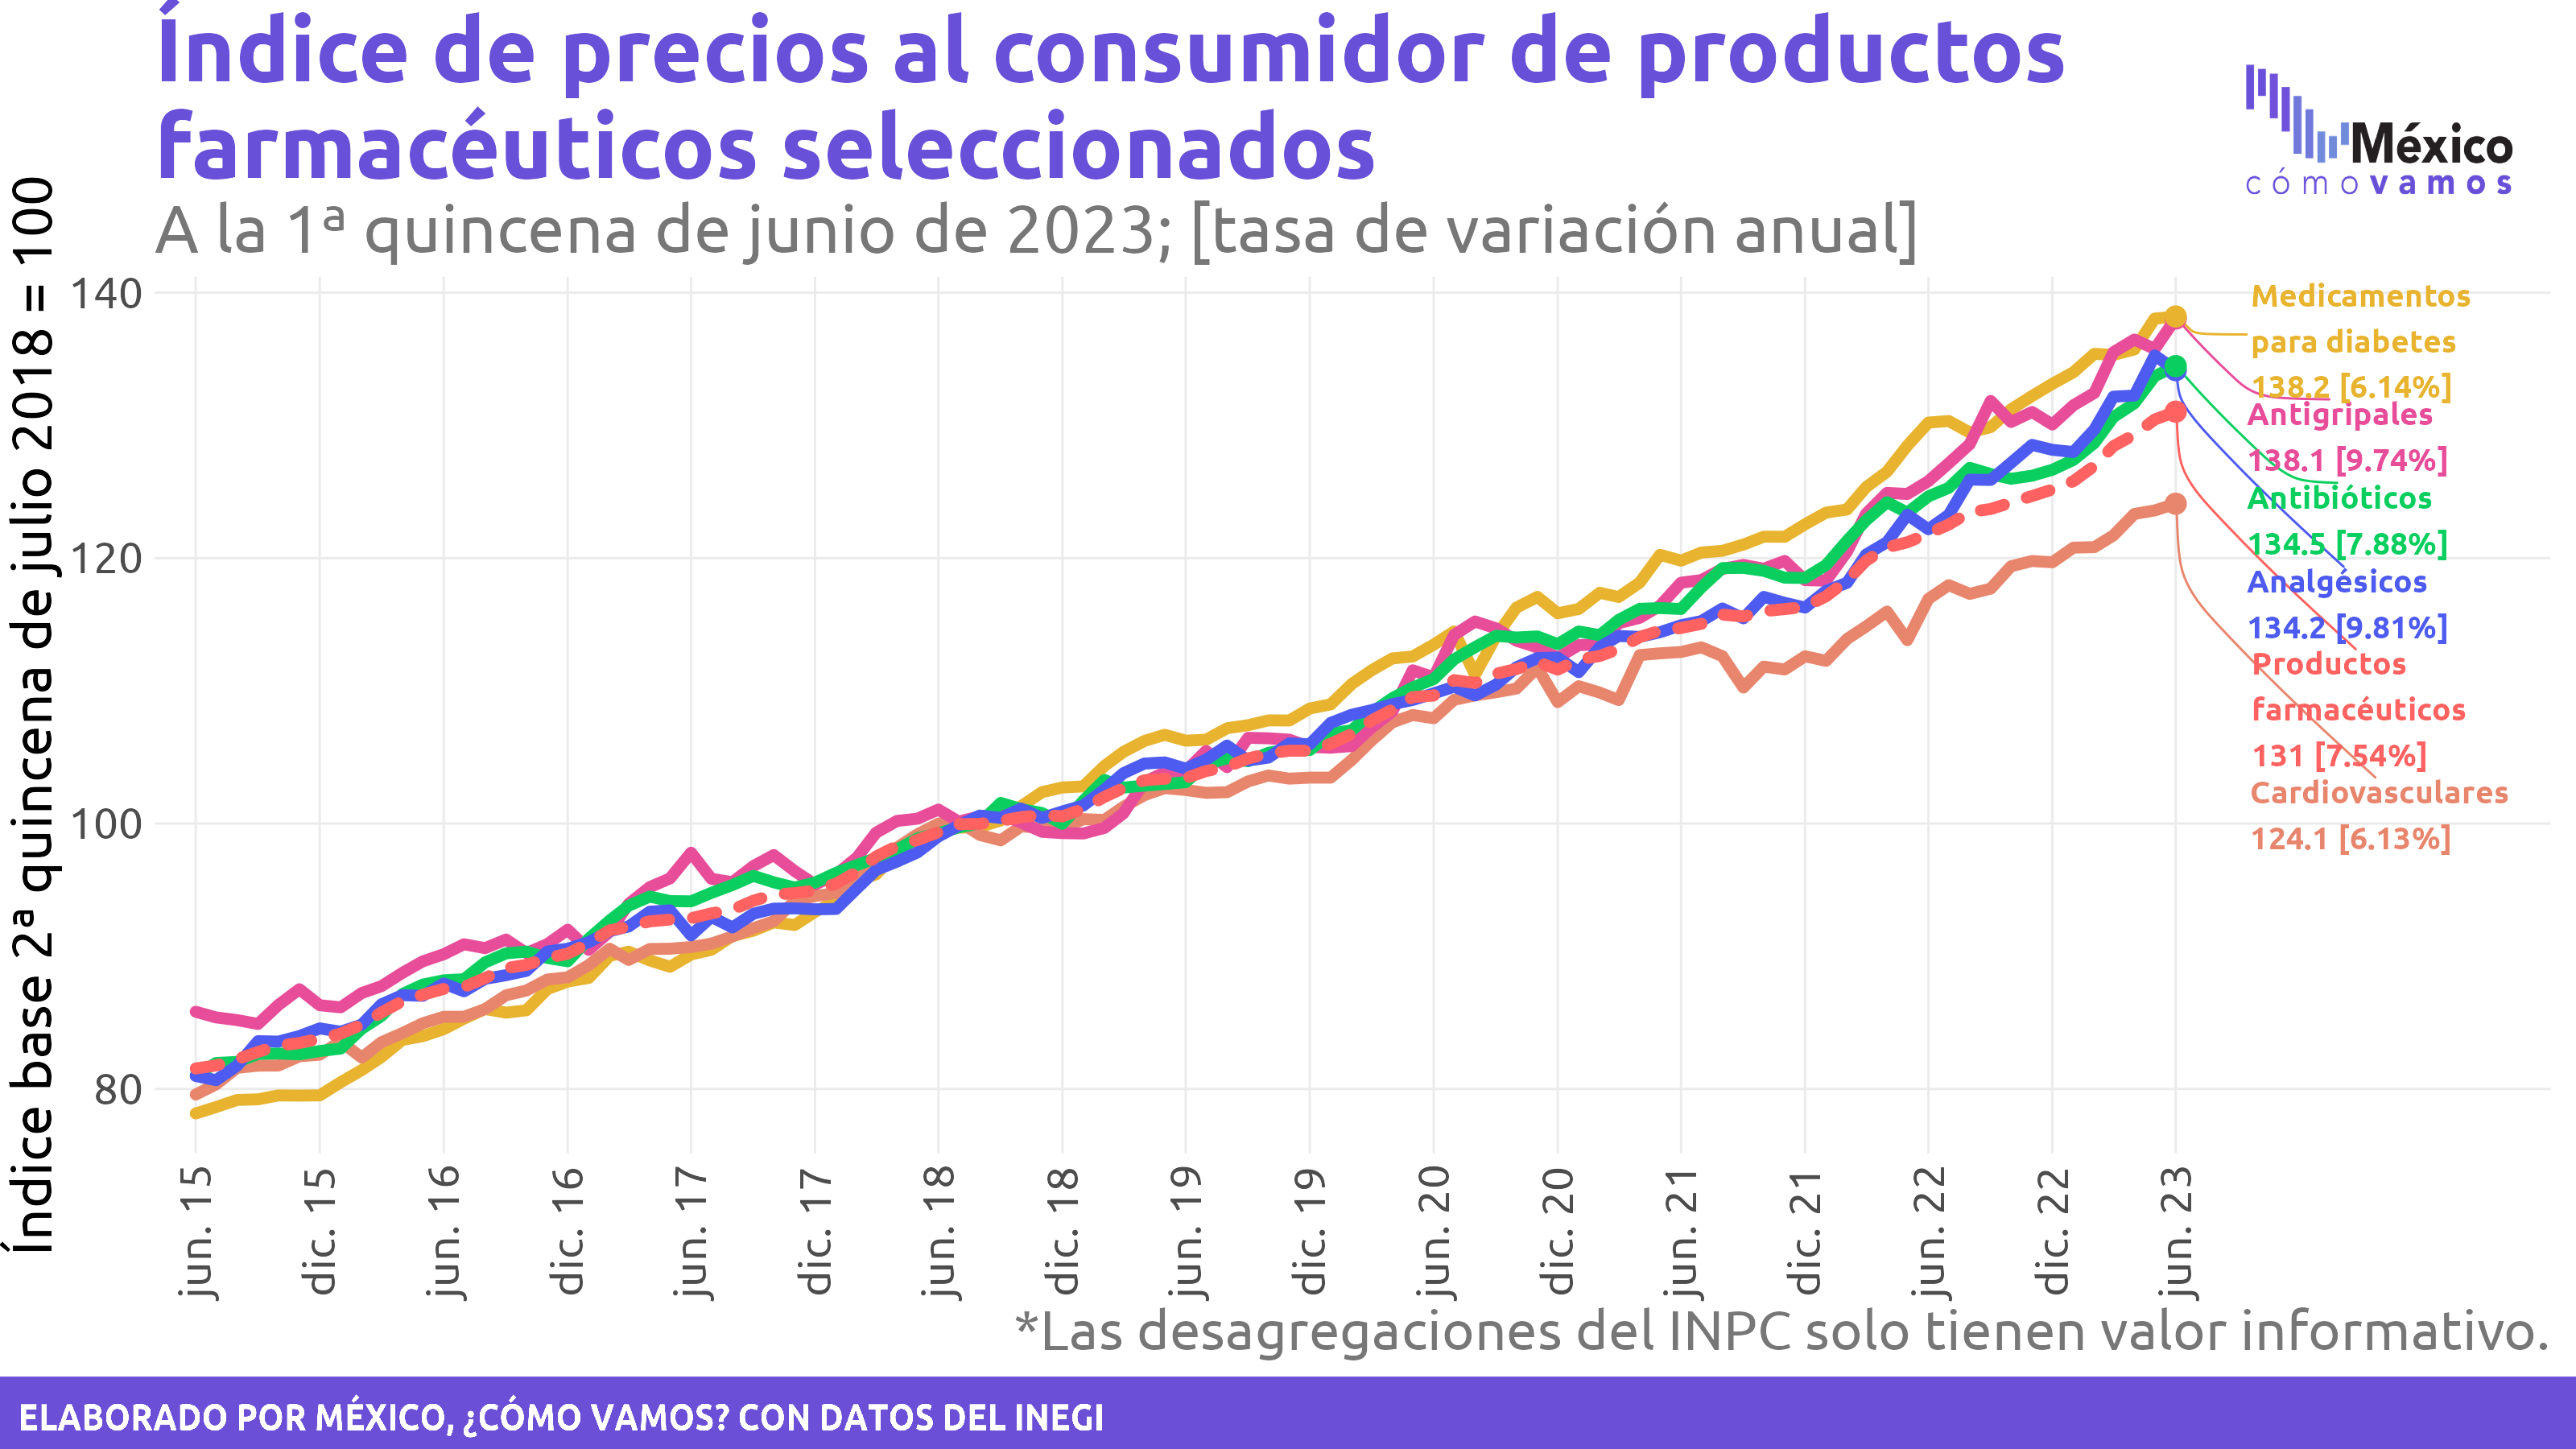 Índice de precios al consumidor de productos
farmacéuticos seleccionados
A la 1ª quincena de junio de 2023; [tasa de variación anual]
México
cómo vamos
Índice base 2ª quincena de julio 2018 = 100
140
120
100
80
Medicamentos
para diabetes
138.2 [6.14%]
Antigripales
138.1 [9.74%]
Antibióticos
134.5 [7.88%]
Analgésicos
134.2 [9.81%]
Productos
farmacéuticos
131 [7.54%]
Cardiovasculares
124.1 [6.13%]
jun. 15
dic. 15
jun. 16
dic. 16
jun. 17
dic. 17
jun. 18
dic. 18
jun. 19
dic. 19
jun. 20
dic. 20
jun. 21
dic. 21
jun. 22
dic. 22
jun. 23
*Las desagregaciones del INPC solo tienen valor informativo.
ELABORADO POR MÉXICO, ¿CÓMO VAMOS? CON DATOS DEL INEGI